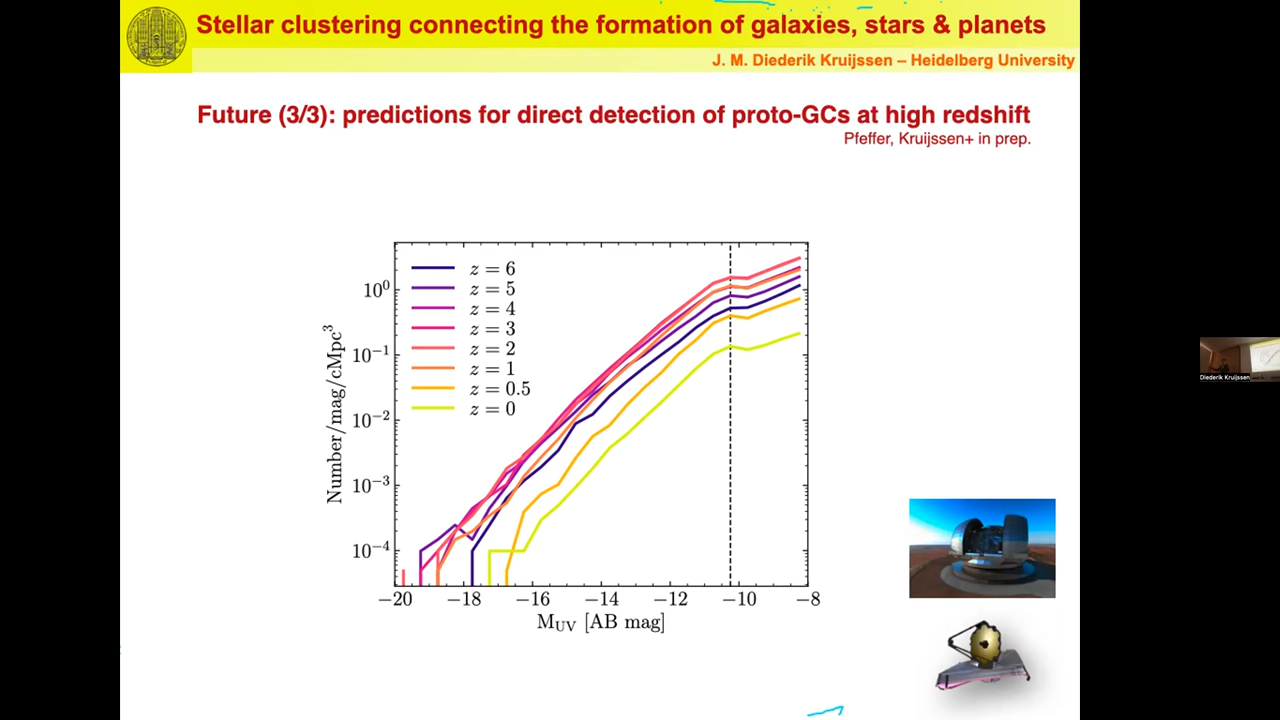 Stellar clustering connecting the formation of galaxies, stars & planets
J. M. Diederik Kruijssen – Heidelberg University
Future (3/3): predictions for direct detection of proto-GCs at high redshift
Pfeffer, Kruijssen+ in prep.
z = 6
z = 5
z = 4
z = 3
z = 2
z = 1
z = 0.5
z = 0
10⁰
10⁻¹
10⁻²
10⁻³
10⁻⁴
Number/mag/cMpc³
−20 −18 −16 −14 −12 −10 −8
M_UV [AB mag]
Diederik Kruijssen